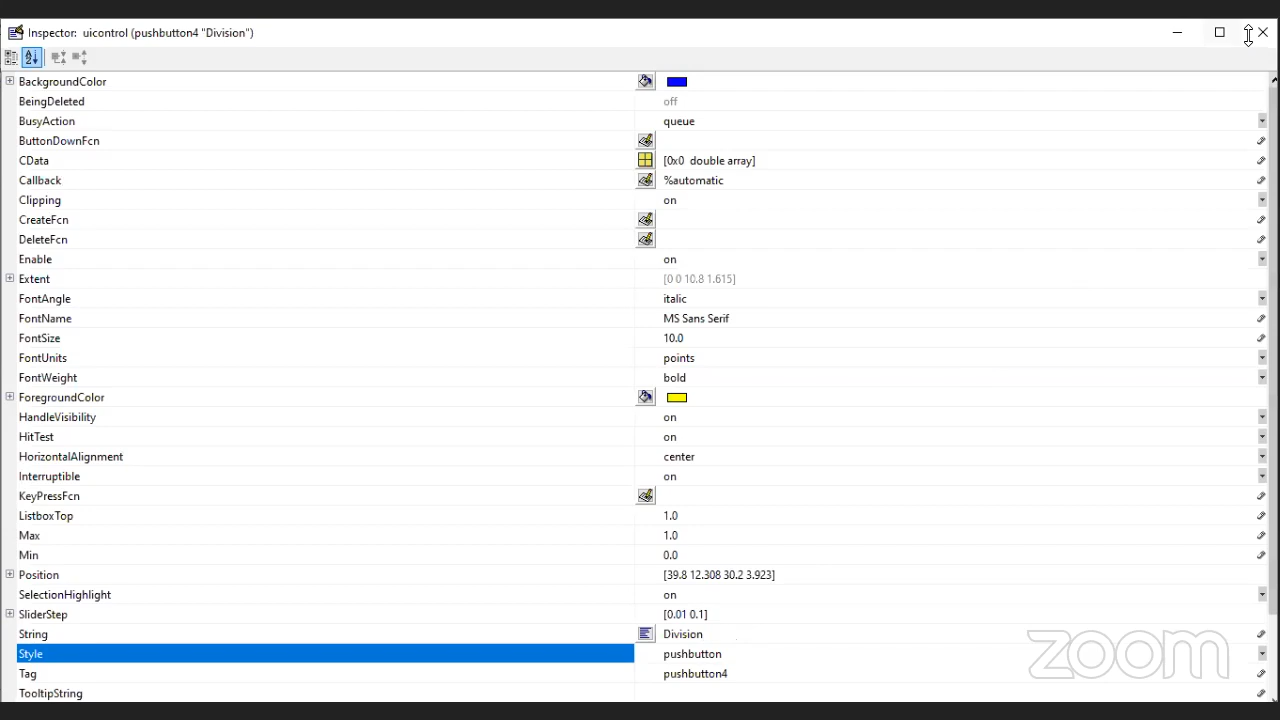 Inspector: uicontrol (pushbutton4 "Division")
BackgroundColor
BeingDeleted off
BusyAction queue
ButtonDownFcn
CData [0x0 double array]
Callback %automatic
Clipping on
CreateFcn
DeleteFcn
Enable on
Extent [0 0 10.8 1.615]
FontAngle italic
FontName MS Sans Serif
FontSize 10.0
FontUnits points
FontWeight bold
ForegroundColor
HandleVisibility on
HitTest on
HorizontalAlignment center
Interruptible on
KeyPressFcn
ListboxTop 1.0
Max 1.0
Min 0.0
Position [39.8 12.308 30.2 3.923]
SelectionHighlight on
SliderStep [0.01 0.1]
String Division
Style pushbutton
Tag pushbutton4
TooltipString
zoom